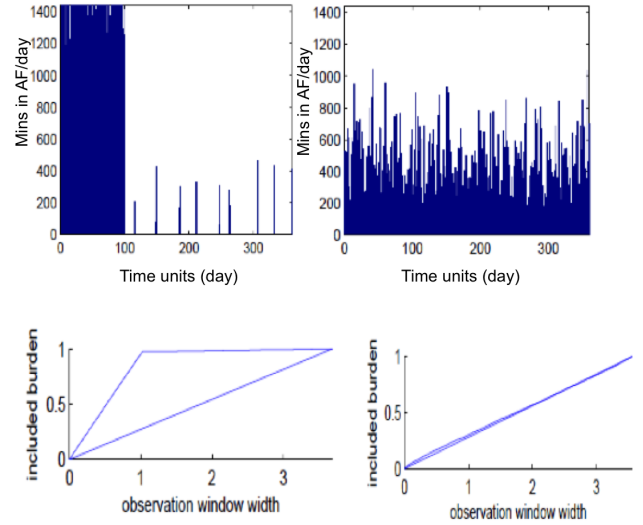 Mins in AF/day
1400
1200
1000
800
600
400
200
0
0 100 200 300
Time units (day)
Mins in AF/day
1400
1200
1000
800
600
400
200
0
0 100 200 300
Time units (day)
included burden
1
0.5
0
0 1 2 3
observation window width
included burden
1
0.5
0
0 1 2 3
observation window width